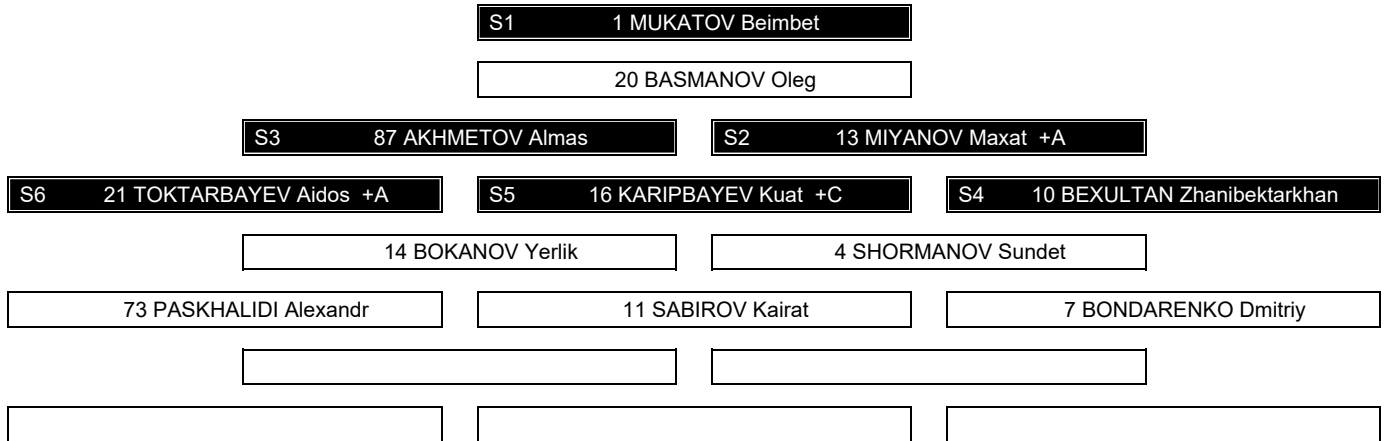 S1 1 MUKATOV Beimbet
20 BASMANOV Oleg
S3 87 AKHMETOV Almas S2 13 MIYANOV Maxat +A
S6 21 TOKTARBAYEV Aidos +A S5 16 KARIPBAYEV Kuat +C S4 10 BEXULTAN Zhanibektarkhan
14 BOKANOV Yerlik 4 SHORMANOV Sundet
73 PASKHALIDI Alexandr 11 SABIROV Kairat 7 BONDARENKO Dmitriy